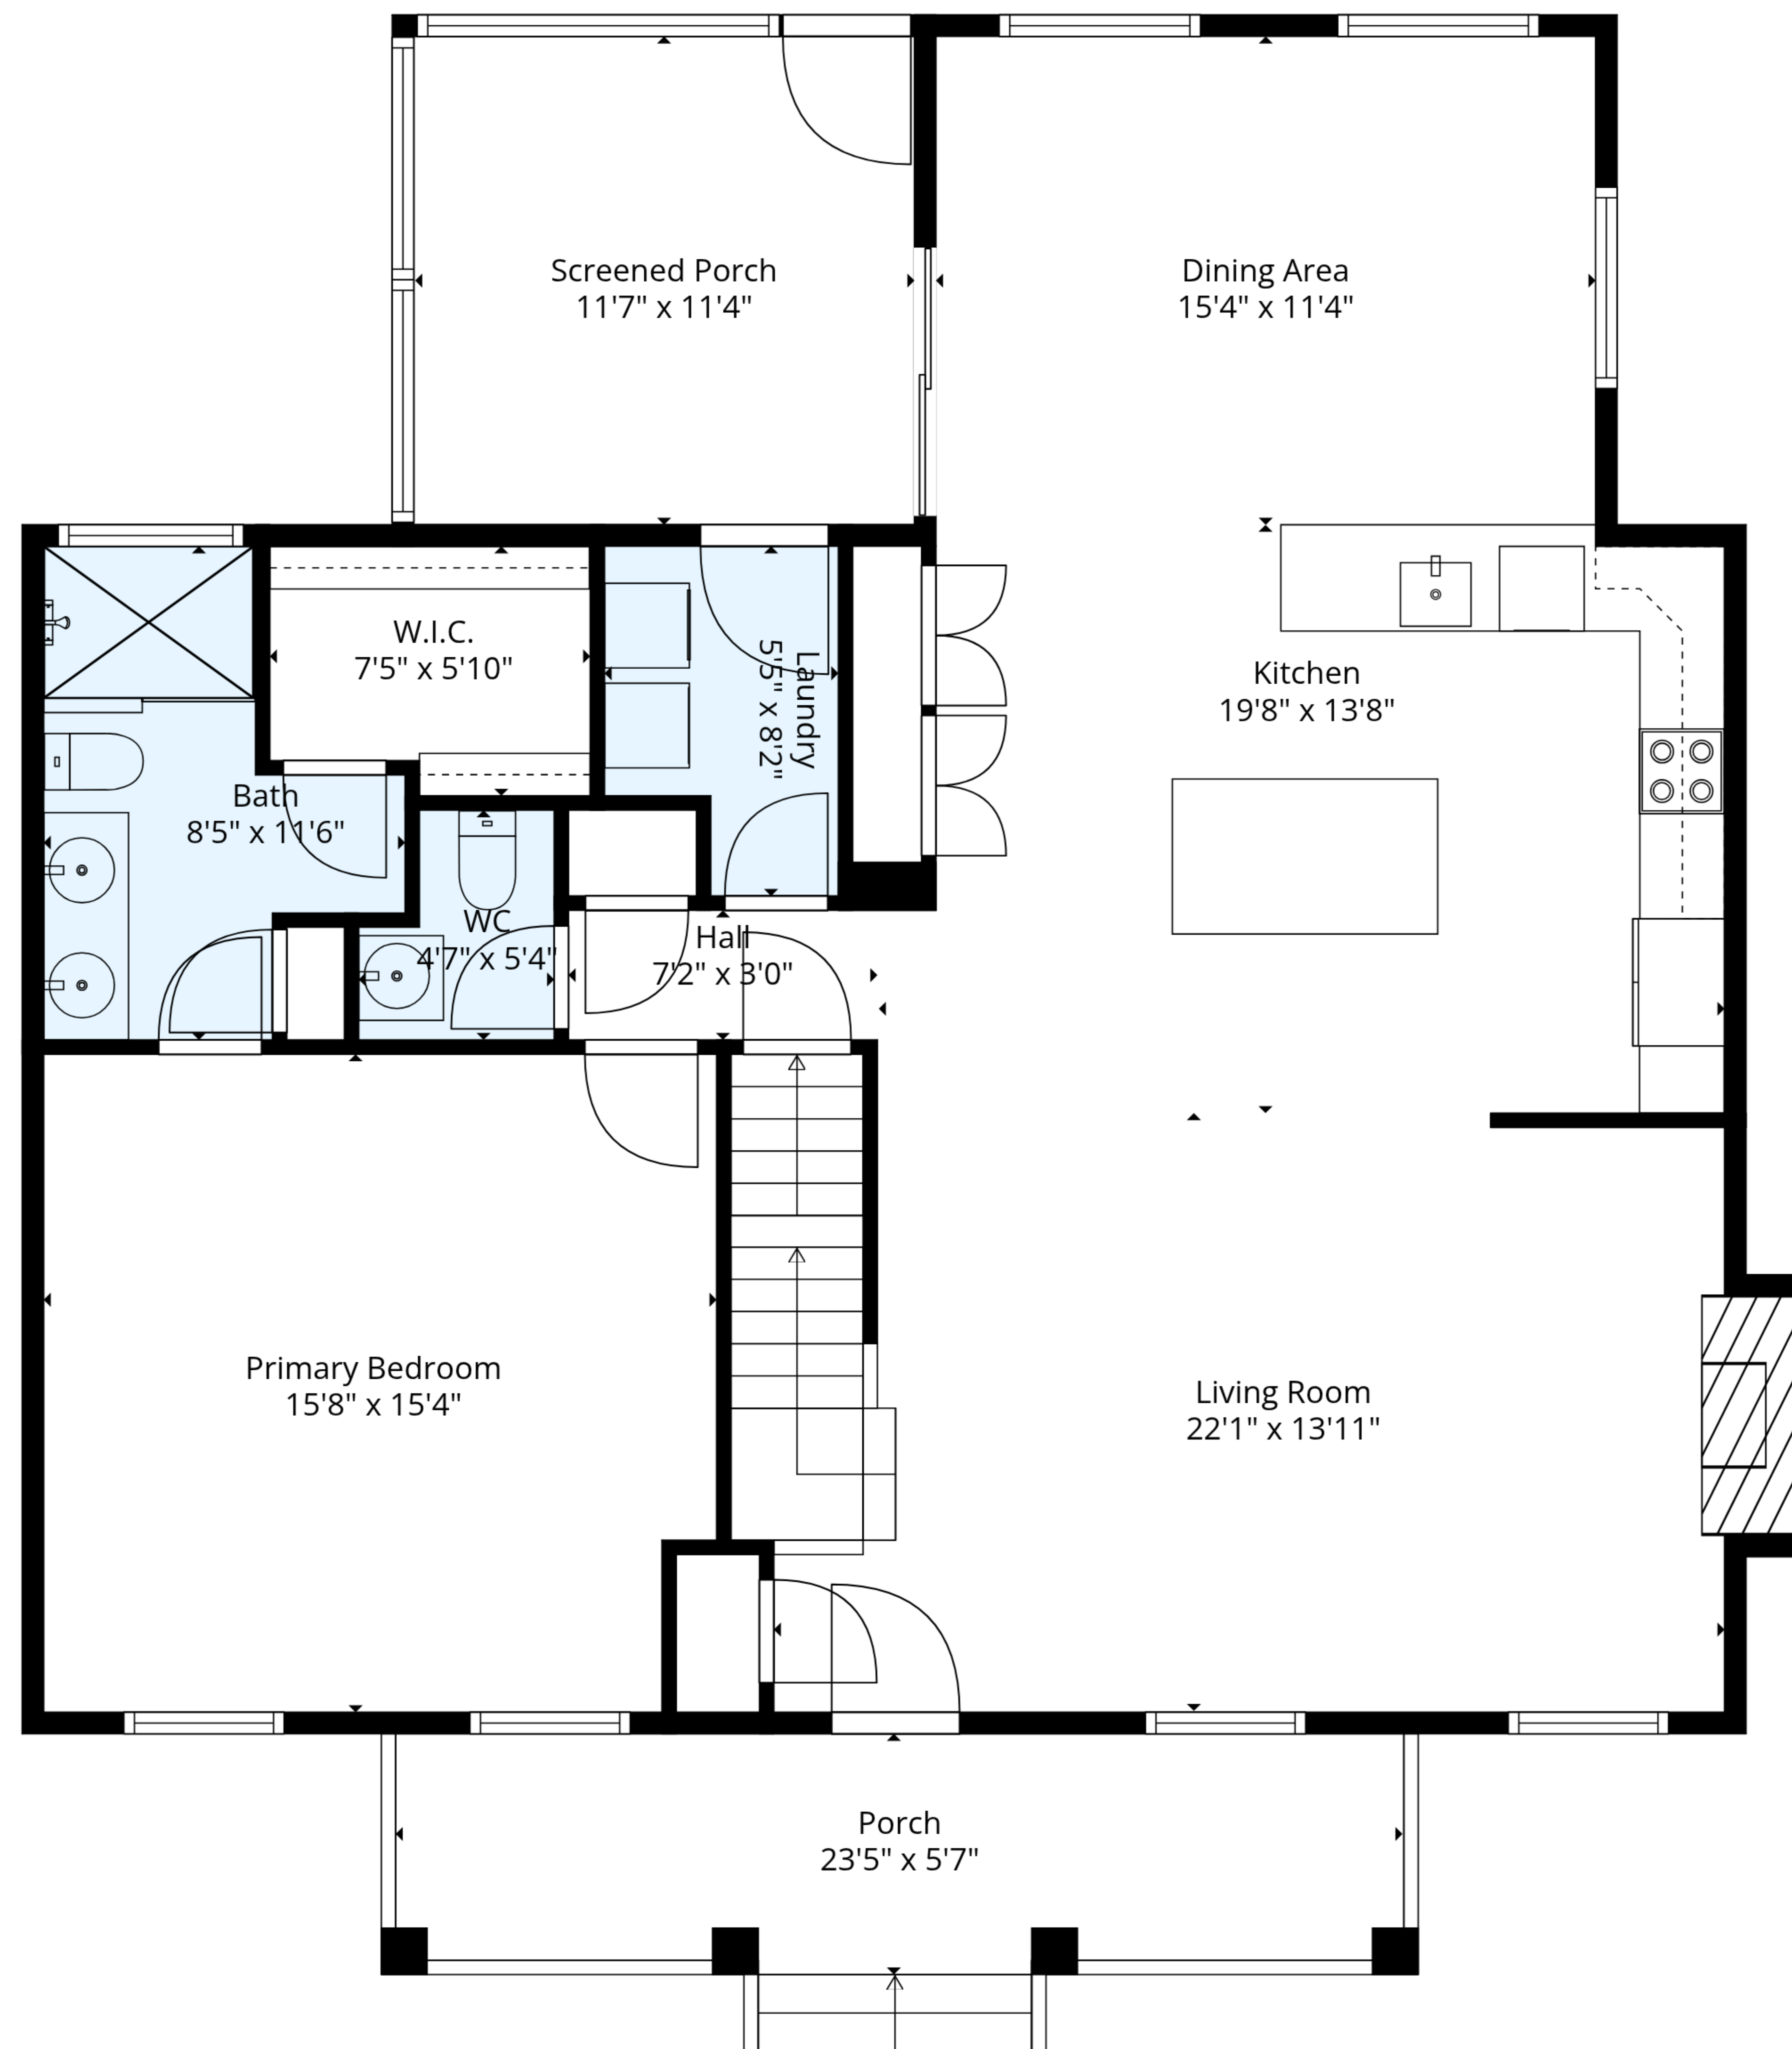 Screened Porch
11'7" x 11'4"
Dining Area
15'4" x 11'4"
W.I.C.
7'5" x 5'10"
Laundry
5'5" x 8'2"
Kitchen
19'8" x 13'8"
Bath
8'5" x 11'6"
WC
4'7" x 5'4"
Hall
7'2" x 3'0"
Primary Bedroom
15'8" x 15'4"
Living Room
22'1" x 13'11"
Porch
23'5" x 5'7"